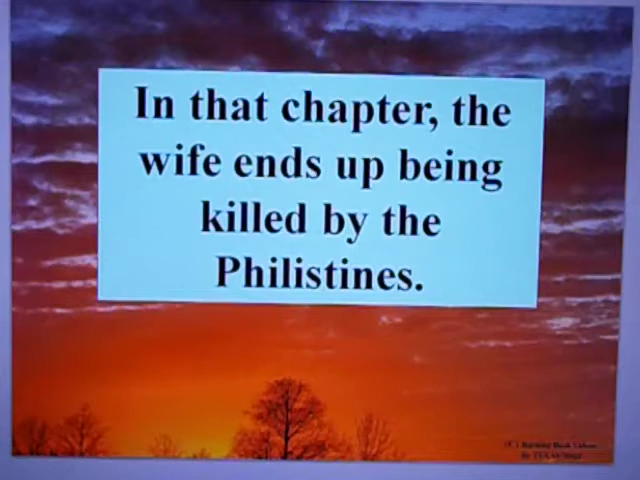 In that chapter, the
wife ends up being
killed by the
Philistines.